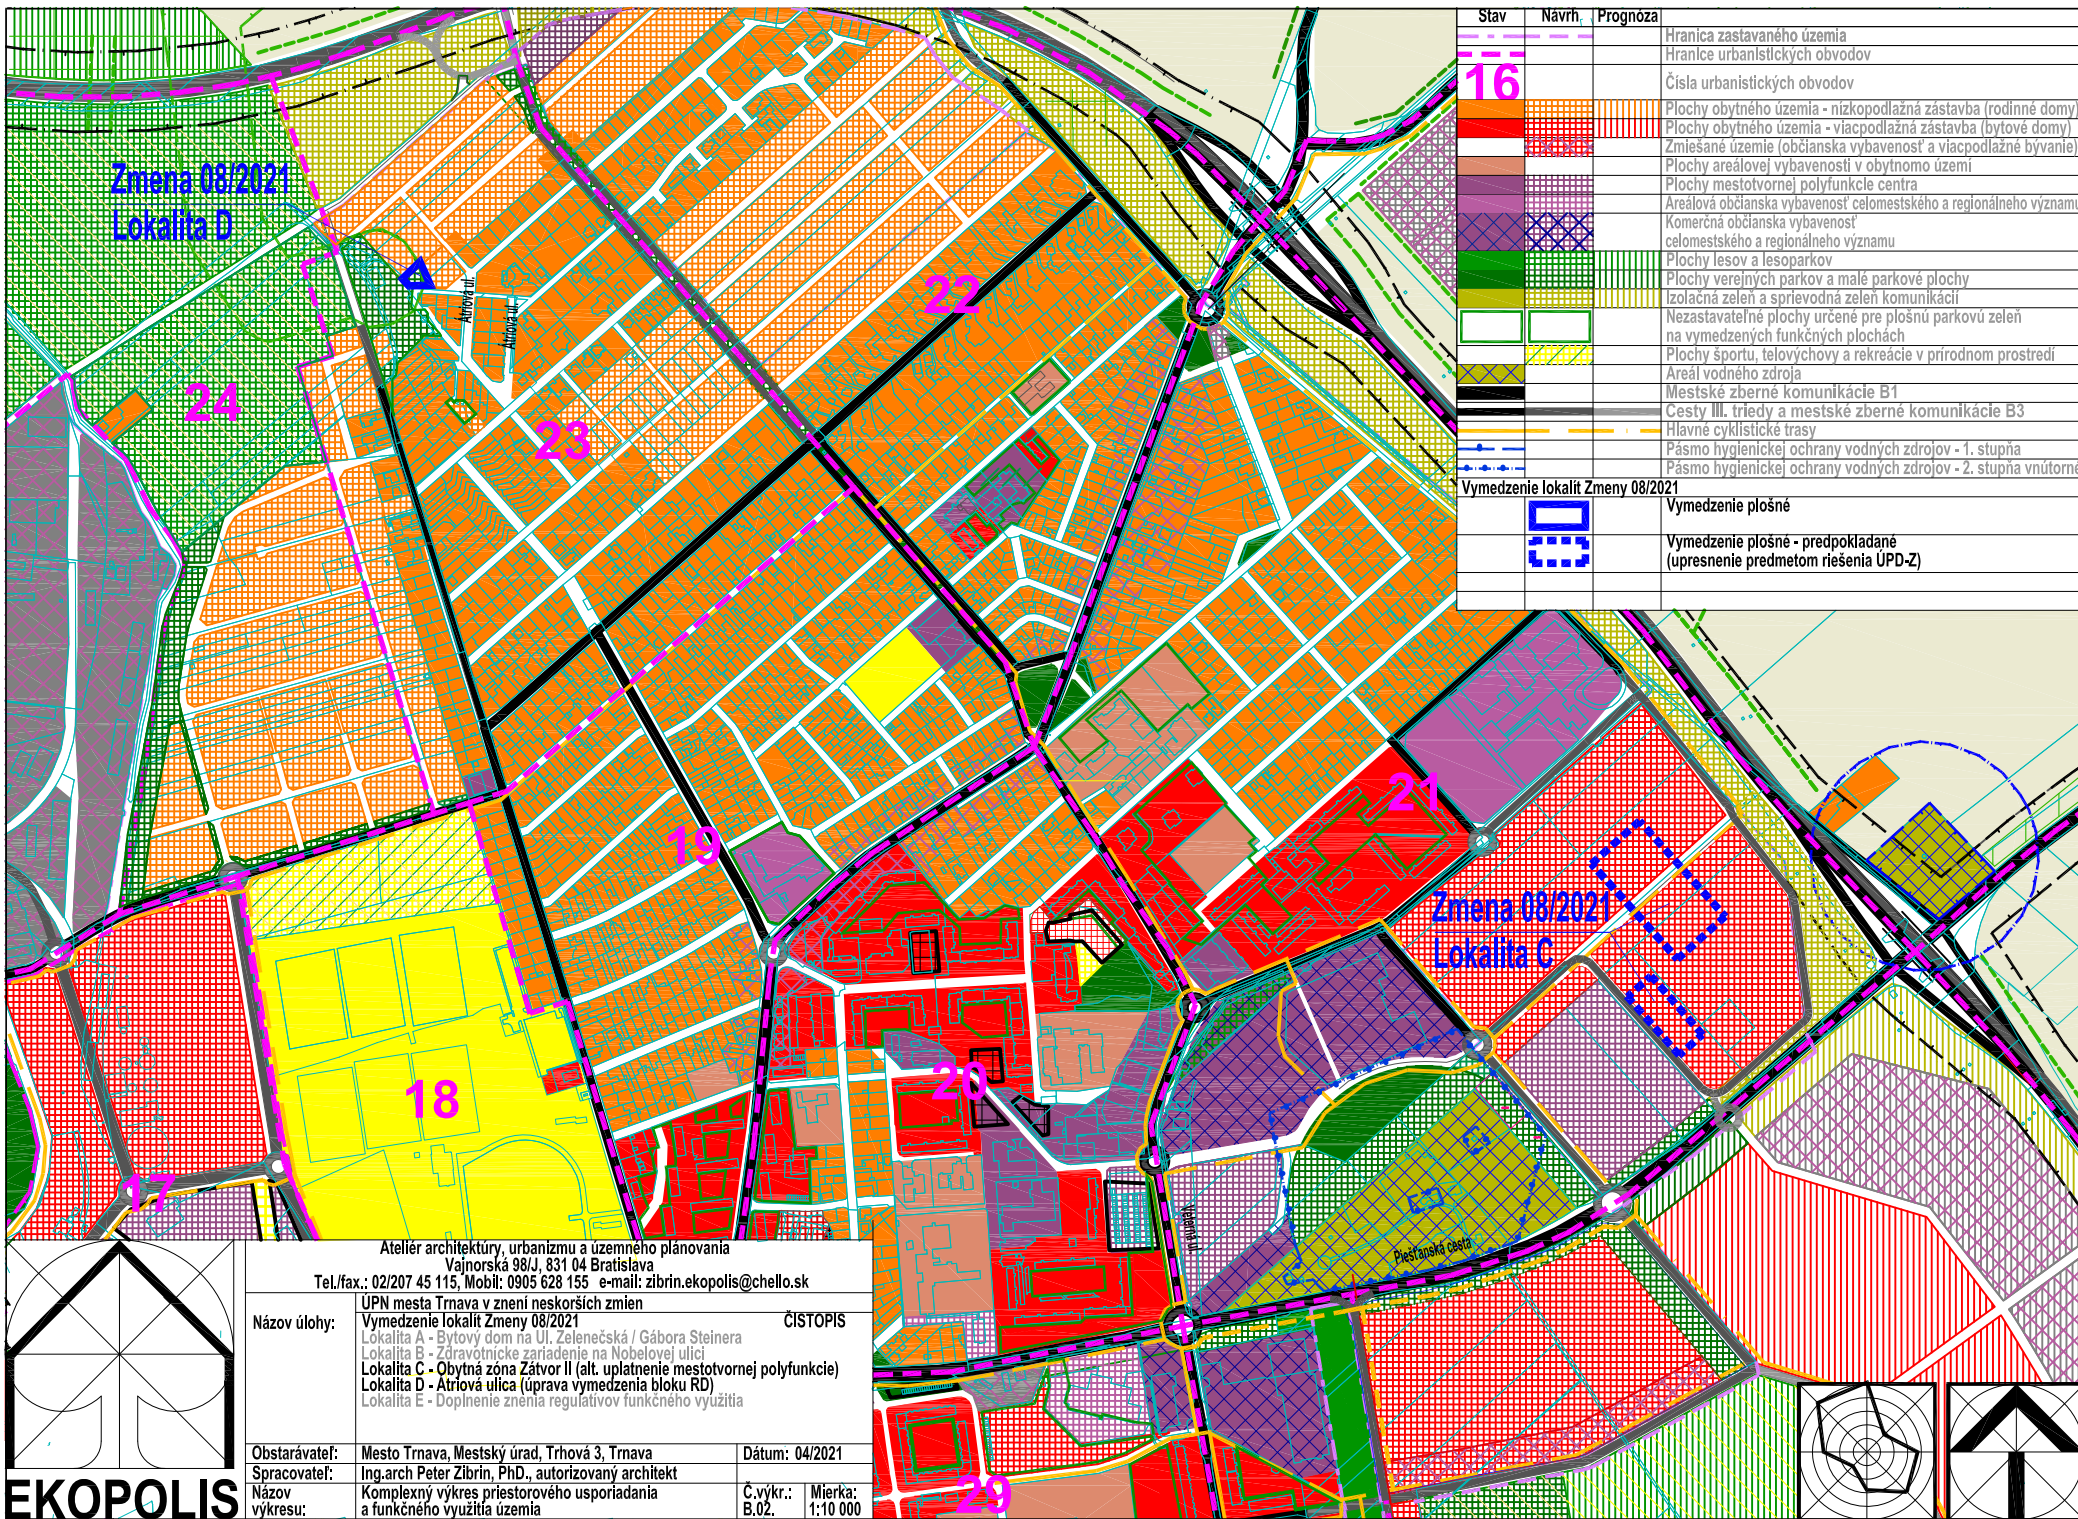 Stav Návrh Prognóza
Hranica zastavaného územia
Hranice urbanistických obvodov
16
Čísla urbanistických obvodov
Plochy obytného územia - nízkopodlažná zástavba (rodinné domy)
Plochy obytného územia - viacpodlažná zástavba (bytové domy)
Zmiešané územie (občianska vybavenosť a viacpodlažné bývanie)
Plochy areálovej vybavenosti v obytnomo území
Plochy mestotvornej polyfunkcie centra
Areálová občianska vybavenosť celomestského a regionálneho významu
Komerčná občianska vybavenosť
celomestského a regionálneho významu
Plochy lesov a lesoparkov
Plochy verejných parkov a malé parkové plochy
Izolačná zeleň a sprievodná zeleň komunikácií
Nezastavateľné plochy určené pre plošnú parkovú zeleň
na vymedzených funkčných plochách
Plochy športu, telovýchovy a rekreácie v prírodnom prostredí
Areál vodného zdroja
Mestské zberné komunikácie B1
Cesty III. triedy a mestské zberné komunikácie B3
Hlavné cyklistické trasy
Pásmo hygienickej ochrany vodných zdrojov - 1. stupňa
Pásmo hygienickej ochrany vodných zdrojov - 2. stupňa vnútorné
Vymedzenie lokalít Zmeny 08/2021
Vymedzenie plošné
Vymedzenie plošné - predpokladané
(upresnenie predmetom riešenia ÚPD-Z)
Zmena 08/2021
Lokalita D
Átriová ul.
Átriová ul.
22
24
23
19
21
Zmena 08/2021
Lokalita C
18
20
17
Veterná ul.
Piešťanská cesta
29
Ateliér architektúry, urbanizmu a územného plánovania
Vajnorská 98/J, 831 04 Bratislava
Tel./fax.: 02/207 45 115, Mobil: 0905 628 155 e-mail: zibrin.ekopolis@chello.sk
Názov úlohy:
ÚPN mesta Trnava v znení neskorších zmien
Vymedzenie lokalít Zmeny 08/2021 ČISTOPIS
Lokalita A - Bytový dom na Ul. Zelenečská / Gábora Steinera
Lokalita B - Zdravotnícke zariadenie na Nobelovej ulici
Lokalita C - Obytná zóna Zátvor II (alt. uplatnenie mestotvornej polyfunkcie)
Lokalita D - Átriová ulica (úprava vymedzenia bloku RD)
Lokalita E - Doplnenie znenia regulatívov funkčného využitia
Obstarávateľ: Mesto Trnava, Mestský úrad, Trhová 3, Trnava Dátum: 04/2021
Spracovateľ: Ing.arch Peter Zibrin, PhD., autorizovaný architekt
Názov výkresu: Komplexný výkres priestorového usporiadania
a funkčného využitia územia
Č.výkr.: B.02.
Mierka: 1:10 000
EKOPOLIS